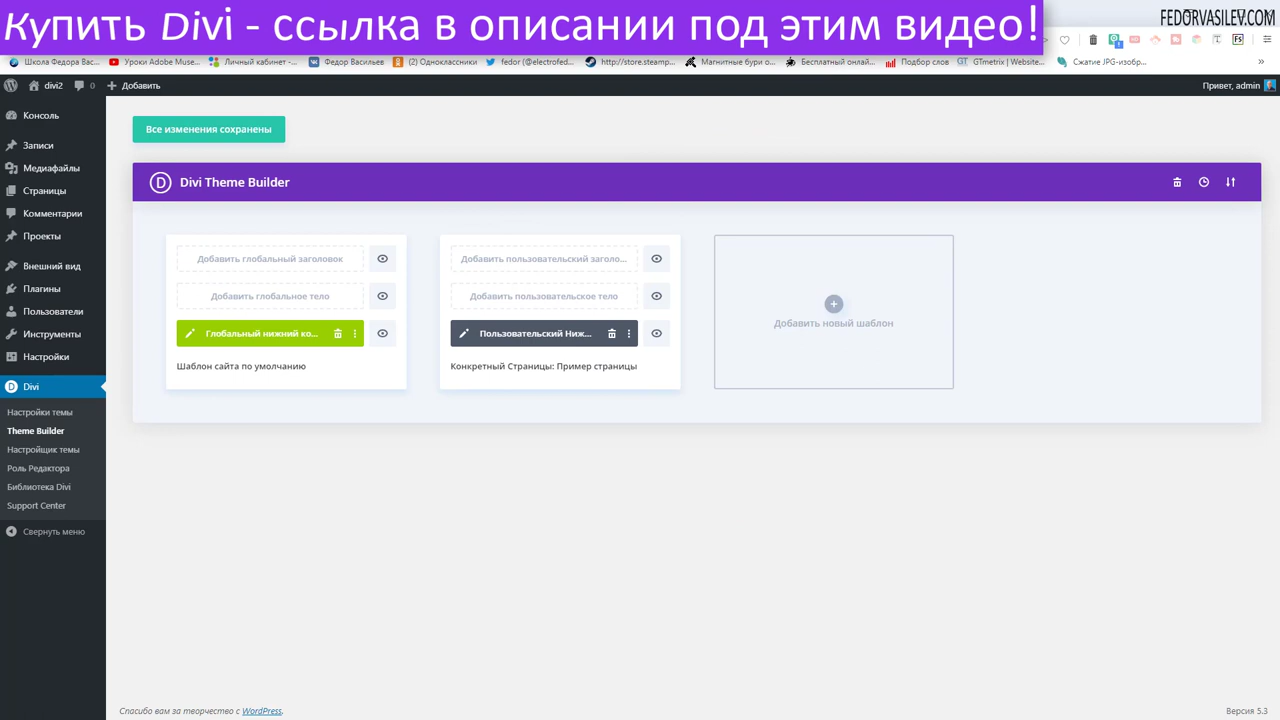 Купить Divi - ссылка в описании под этим видео!
FEDORVASILEV.COM
Школа Федора Вас...
Уроки Adobe Muse...
Личный кабинет - ...
Федор Васильев
(2) Одноклассники
fedor (@electrofed...
http://store.steamp...
Магнитные бури о...
Бесплатный онлай...
Подбор слов
GTmetrix | Website...
Сжатие JPG-изобр...
»
divi2
0
Добавить
Привет, admin
Консоль
Записи
Медиафайлы
Страницы
Комментарии
Проекты
Внешний вид
Плагины
Пользователи
Инструменты
Настройки
Divi
Настройки темы
Theme Builder
Настройщик темы
Роль Редактора
Библиотека Divi
Support Center
Свернуть меню
Все изменения сохранены
Divi Theme Builder
Добавить глобальный заголовок
Добавить глобальное тело
Глобальный нижний ко...
Шаблон сайта по умолчанию
Добавить пользовательский заголо...
Добавить пользовательское тело
Пользовательский Ниж...
Конкретный Страницы: Пример страницы
Добавить новый шаблон
Спасибо вам за творчество с WordPress.
Версия 5.3